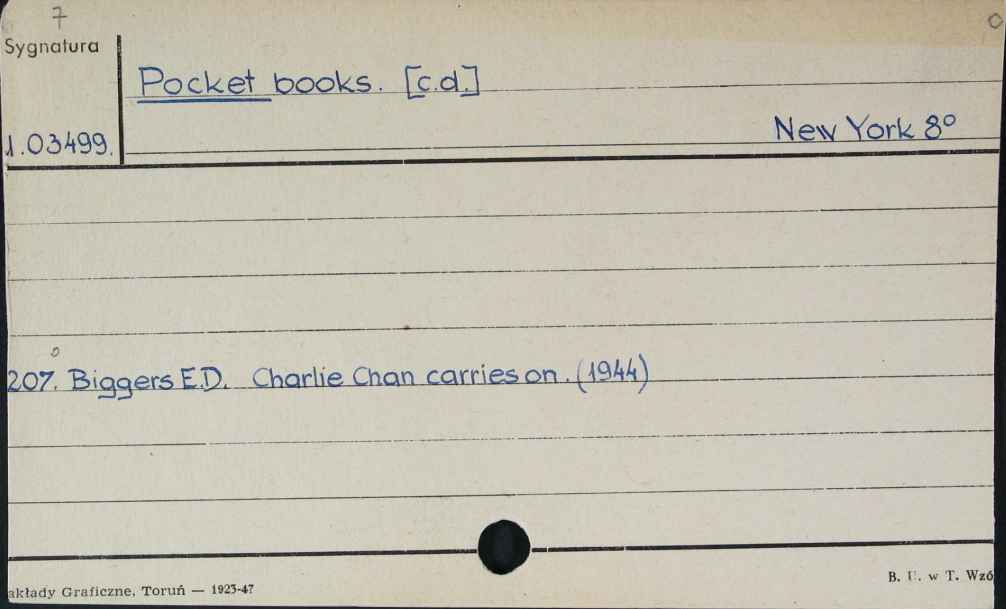 7
Sygnatura
Pocket books. [c.d.]
1.03499.
New York 8°
207. Biggers E.D. Charlie Chan carries on. (1944)
B. U. w T. Wzó
akłady Graficzne, Toruń — 1923-47